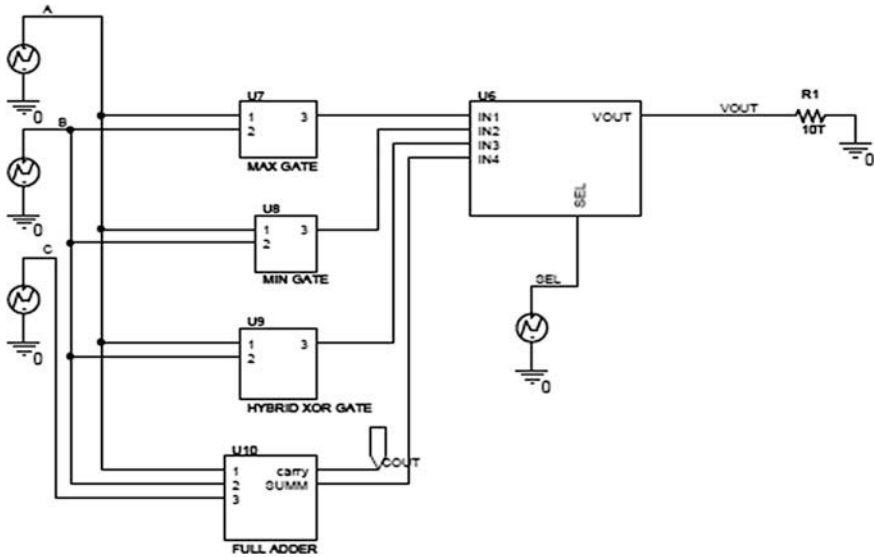 A
0
B
0
C
0
U7
1 3
2
MAX GATE
U8
1 3
2
MIN GATE
U9
1 3
2
HYBRID XOR GATE
U10
1 carry
2 SUMM
3
FULL ADDER
COUT
U6
IN1 VOUT
IN2
IN3
IN4
SEL
SEL
0
VOUT
R1
10T
0